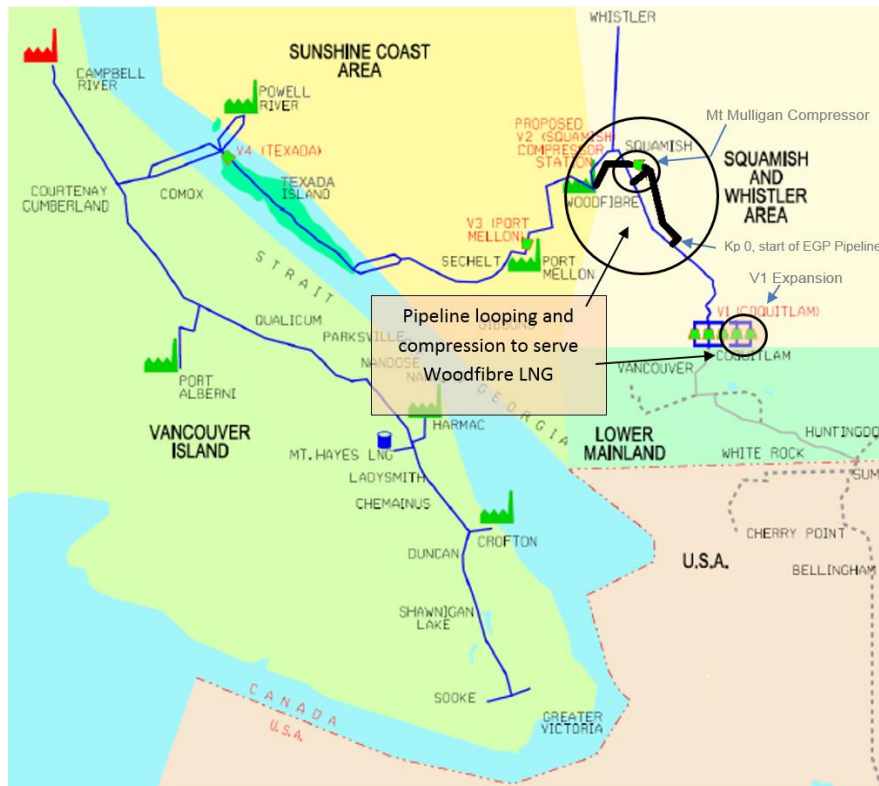 WHISTLER
SUNSHINE COAST
AREA
CAMPBELL
RIVER
POWELL
RIVER
Mt Mulligan Compressor
PROPOSED
V2 (SQUAMISH
COMPRESSOR
STATION)
SQUAMISH
V4 (TEXADA)
SQUAMISH
AND
WHISTLER
AREA
TEXADA
ISLAND
COURTENAY
CUMBERLAND
COMOX
WOODFIBRE
V3 (PORT
MELLON)
Kp 0, start of EGP Pipeline
SECHELT
PORT
MELLON
V1 Expansion
STRAIT
Pipeline looping and
compression to serve
Woodfibre LNG
V1 (COQUITLAM)
QUALICUM
PARKSVILLE
GIBSONS
NANOOSE
VANCOUVER
COQUITLAM
PORT
ALBERNI
GEORGIA
HARMAC
VANCOUVER
ISLAND
MT. HAYES LNG
LOWER
MAINLAND
HUNTINGDO
WHITE ROCK
SUM
LADYSMITH
CHEMAINUS
CROFTON
CHERRY POINT
DUNCAN
U.S.A.
BELLINGHAM
SHAWNIGAN
LAKE
SOOKE
CANADA
U.S.A.
GREATER
VICTORIA